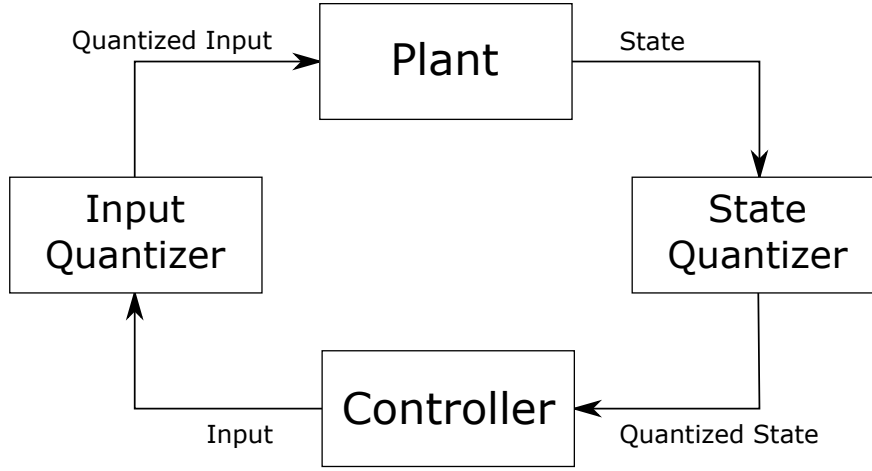 Quantized Input
Plant
State
Input
Quantizer
State
Quantizer
Controller
Input
Quantized State